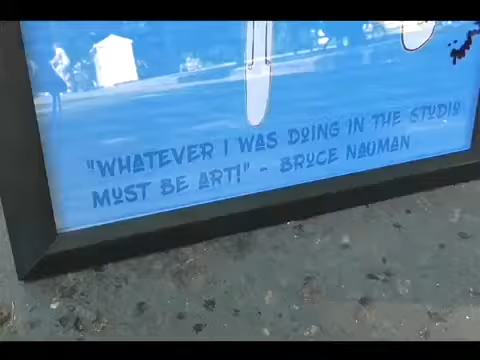 "WHATEVER I WAS DOING IN THE STUDIO
MUST BE ART!" - BRUCE NAUMAN